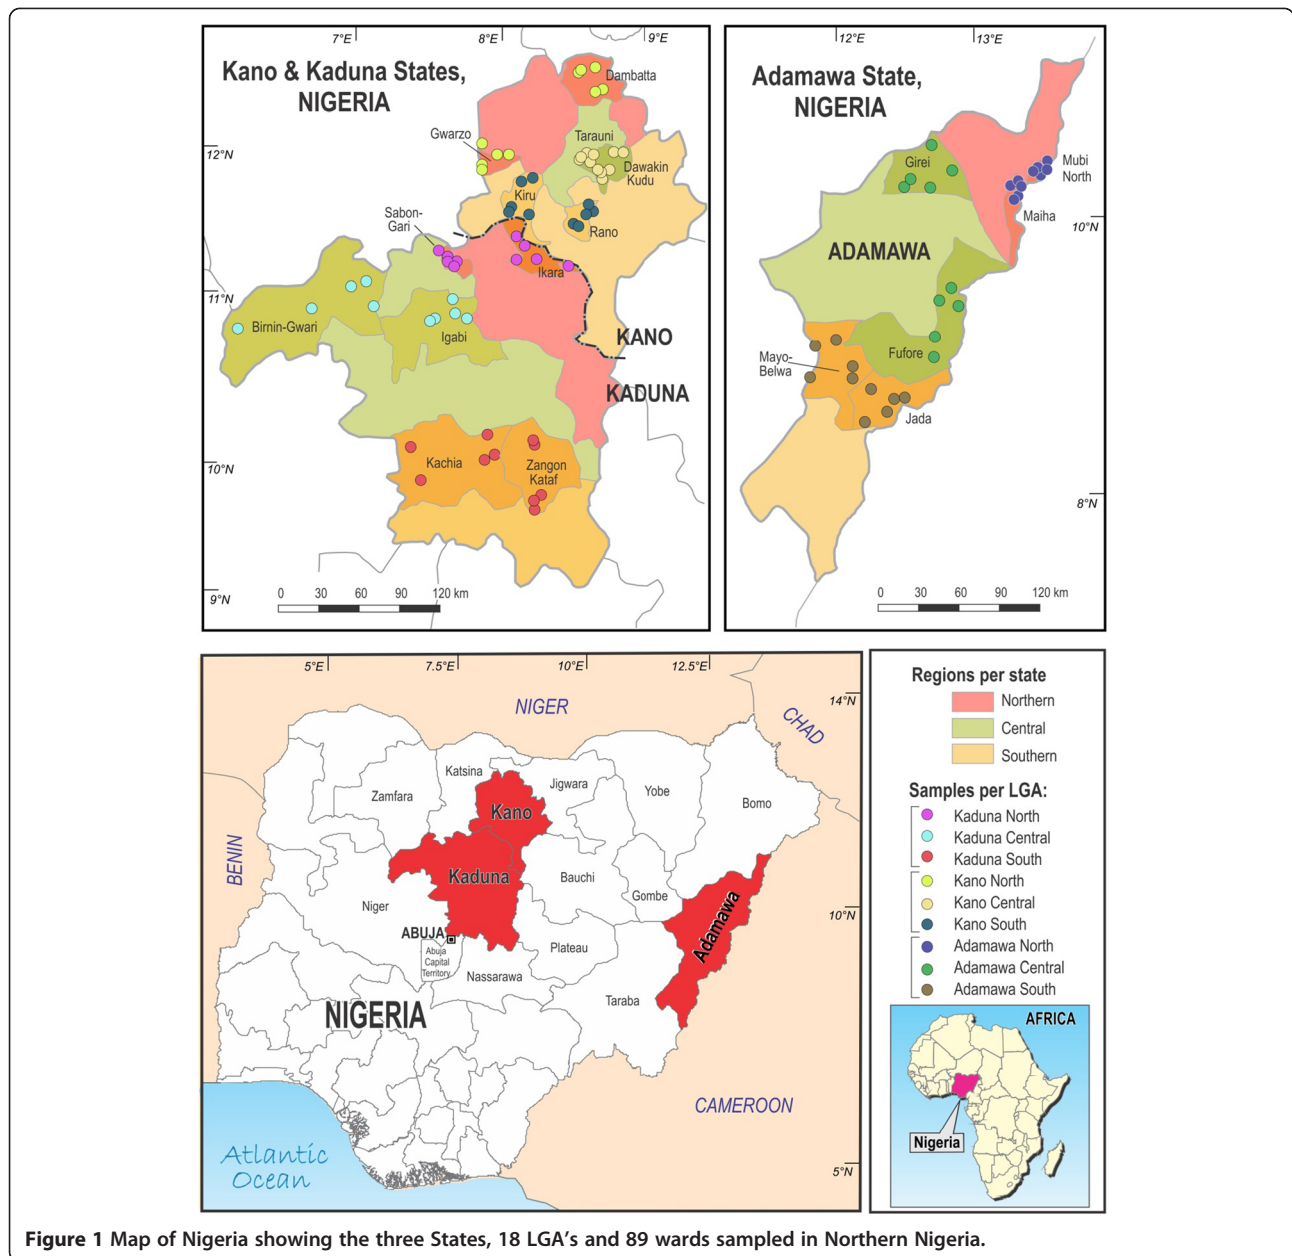 7°E
8°E
9°E
Kano & Kaduna States,
NIGERIA
Dambatta
Gwarzo
Tarauni
12°N
Dawakin
Kudu
Kiru
Sabon-
Gari
Rano
Ikara
11°N
Birnin-Gwari
Igabi
KANO
KADUNA
10°N
Kachia
Zangon
Kataf
9°N
0 30 60 90 120 km
12°E
13°E
Adamawa State,
NIGERIA
Girei
Mubi
North
Maiha
10°N
ADAMAWA
Mayo-
Belwa
Fufore
Jada
8°N
0 30 60 90 120 km
5°E
7.5°E
10°E
12.5°E
14°N
NIGER
CHAD
Katsina
Jigwara
Zamfara
Yobe
Bomo
Kano
BENIN
Kaduna
Bauchi
Gombe
Niger
10°N
Adamawa
ABUJA
Abuja
Capital
Territory
Plateau
Nassarawa
Taraba
NIGERIA
CAMEROON
Atlantic
Ocean
5°N
Regions per state
Northern
Central
Southern
Samples per LGA:
Kaduna North
Kaduna Central
Kaduna South
Kano North
Kano Central
Kano South
Adamawa North
Adamawa Central
Adamawa South
AFRICA
Nigeria
Figure 1 Map of Nigeria showing the three States, 18 LGA's and 89 wards sampled in Northern Nigeria.